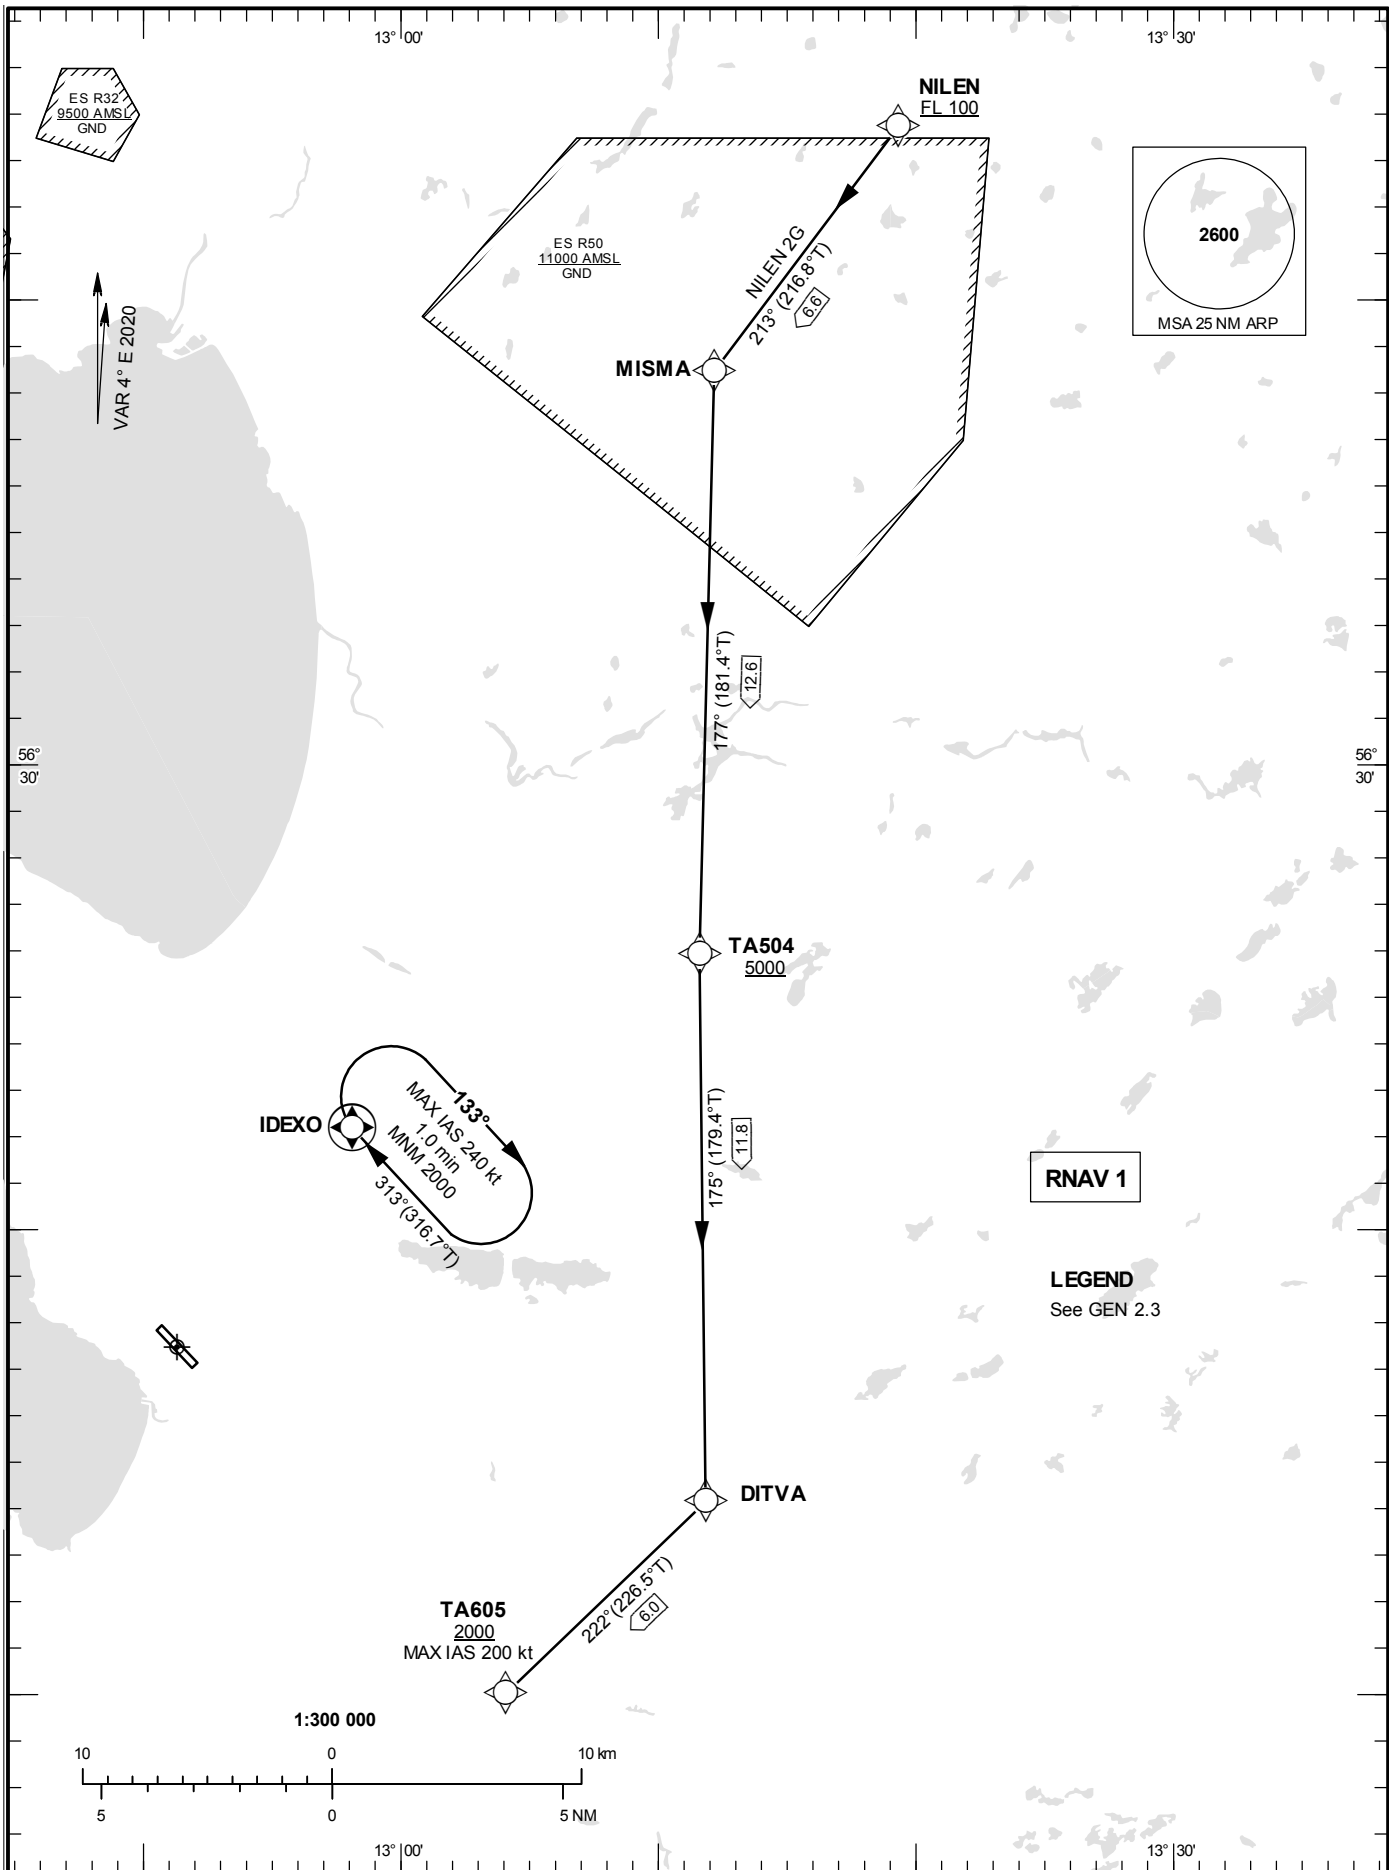 13° 00'
13° 30'
NILEN
FL 100
ES R32
9500 AMSL
GND
2600
MSA 25 NM ARP
ES R50
11000 AMSL
GND
NILEN 2G
213° (216.8°T)
6.6
VAR 4° E 2020
MISMA
177° (181.4°T)
12.6
56°
30'
56°
30'
TA504
5000
IDEXO
133°
MAX IAS 240 kt
1.0 min
MNM 2000
313°(316.7°T)
175° (179.4°T)
11.8
RNAV 1
LEGEND
See GEN 2.3
DITVA
222°(226.5°T)
6.0
TA605
2000
MAX IAS 200 kt
1:300 000
10 0 10 km
5 0 5 NM
13° 00'
13° 30'